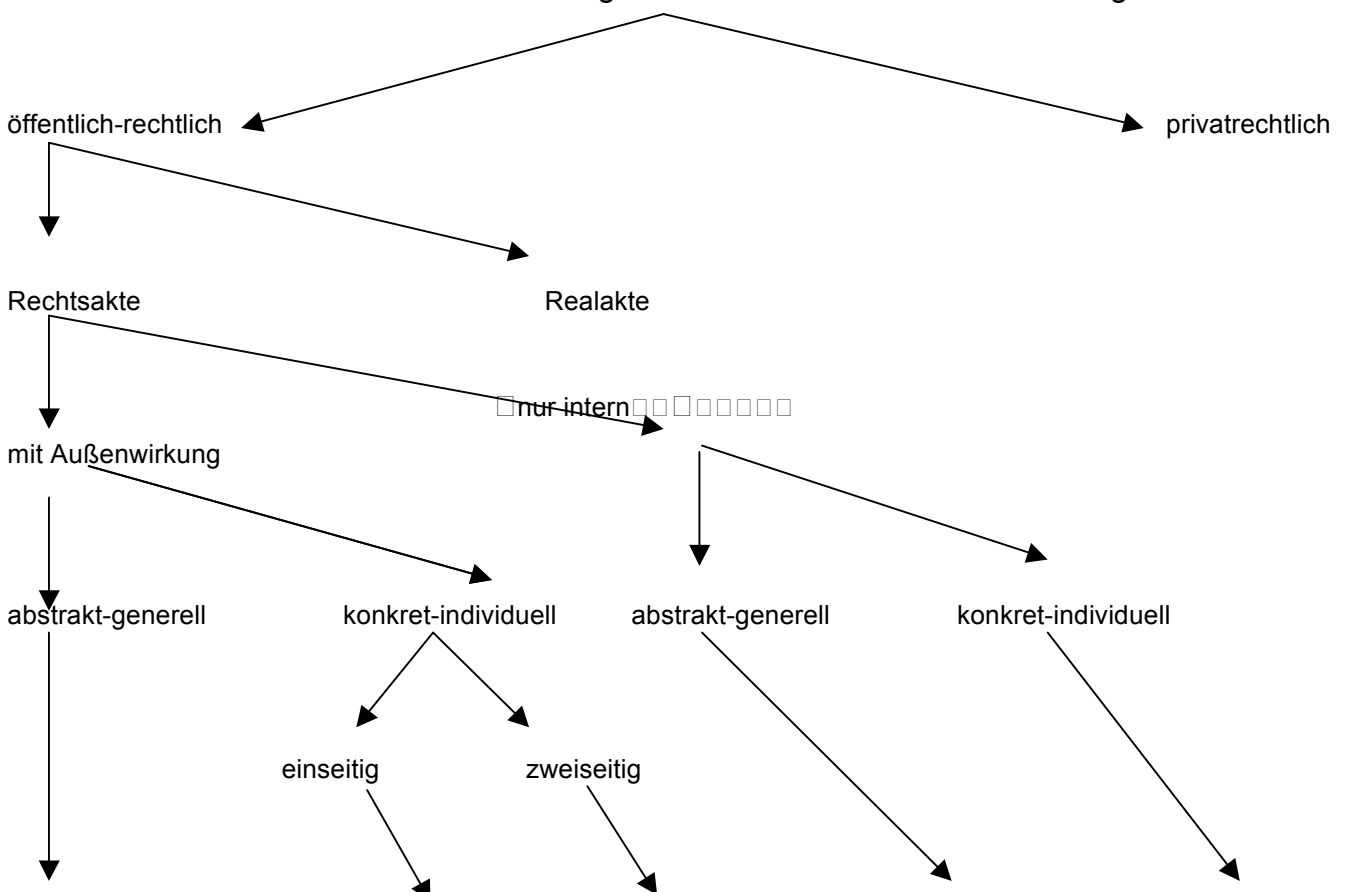 öffentlich-rechtlich privatrechtlich
Rechtsakte Realakte
nur intern
mit Außenwirkung
abstrakt-generell konkret-individuell abstrakt-generell konkret-individuell
einseitig zweiseitig